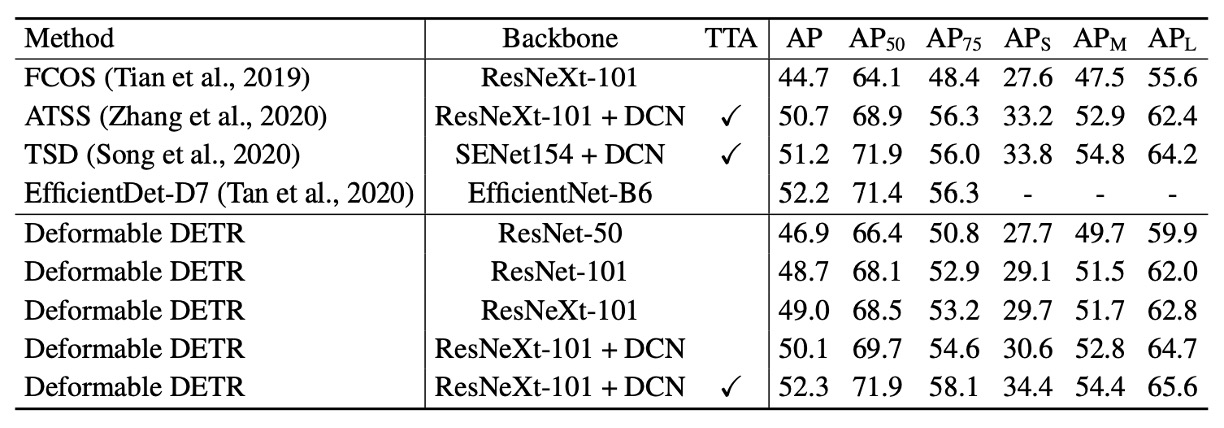 Method Backbone TTA AP AP50 AP75 APS APM APL
FCOS (Tian et al., 2019) ResNeXt-101 44.7 64.1 48.4 27.6 47.5 55.6
ATSS (Zhang et al., 2020) ResNeXt-101 + DCN ✓ 50.7 68.9 56.3 33.2 52.9 62.4
TSD (Song et al., 2020) SENet154 + DCN ✓ 51.2 71.9 56.0 33.8 54.8 64.2
EfficientDet-D7 (Tan et al., 2020) EfficientNet-B6 52.2 71.4 56.3 - - -
Deformable DETR ResNet-50 46.9 66.4 50.8 27.7 49.7 59.9
Deformable DETR ResNet-101 48.7 68.1 52.9 29.1 51.5 62.0
Deformable DETR ResNeXt-101 49.0 68.5 53.2 29.7 51.7 62.8
Deformable DETR ResNeXt-101 + DCN 50.1 69.7 54.6 30.6 52.8 64.7
Deformable DETR ResNeXt-101 + DCN ✓ 52.3 71.9 58.1 34.4 54.4 65.6